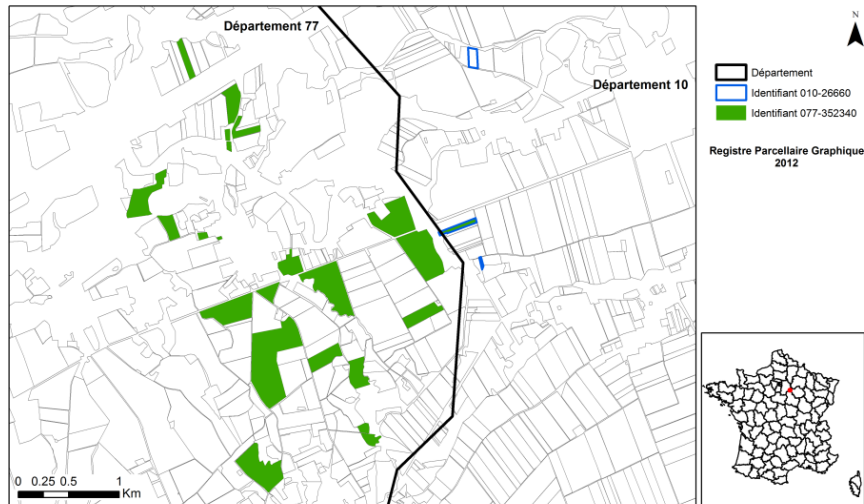 Département 77
Département 10
N
Département
Identifiant 010-26660
Identifiant 077-352340
Registre Parcellaire Graphique
2012
0 0.25 0.5 1
Km